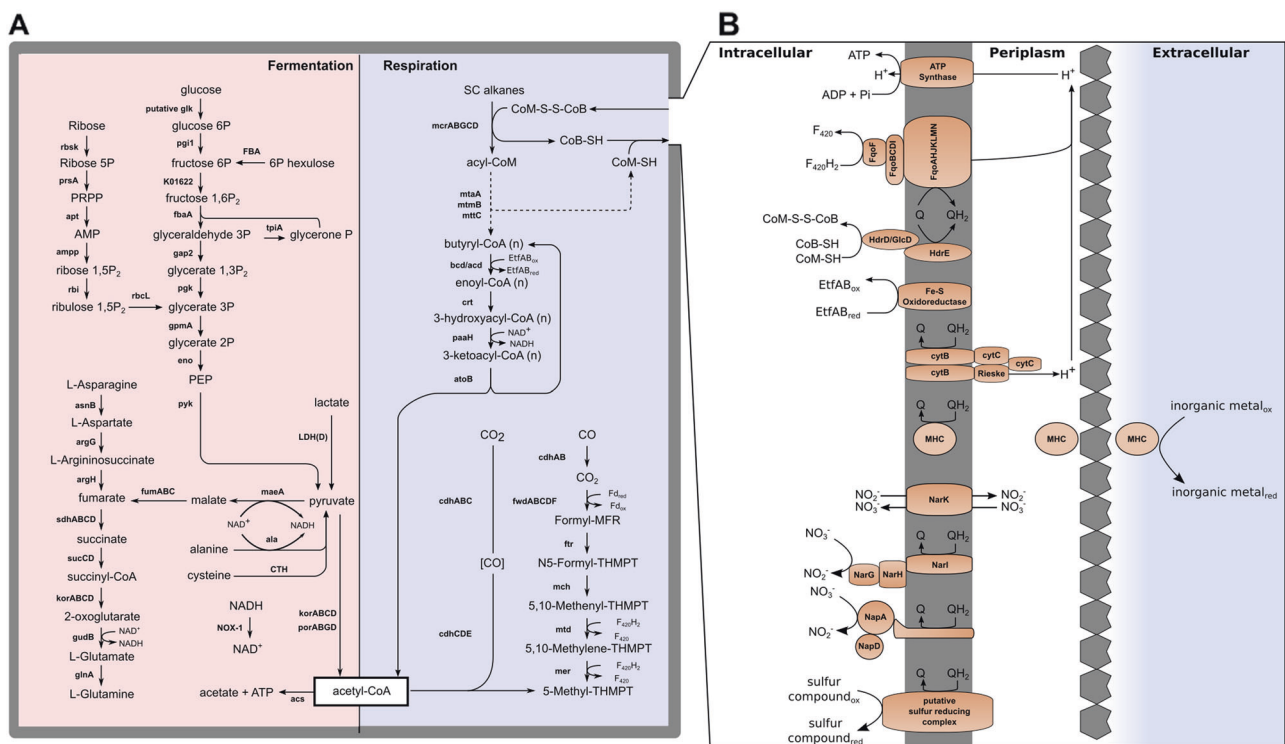 A
Fermentation
Respiration
glucose
putative glk
glucose 6P
pgi1
fructose 6P
FBA
6P hexulose
K01622
fructose 1,6P₂
fbaA
glyceraldehyde 3P
tpiA
glycerone P
gap2
glycerate 1,3P₂
pgk
glycerate 3P
gpmA
glycerate 2P
eno
PEP
pyk
Ribose
rbsk
Ribose 5P
prsA
PRPP
apt
AMP
ampp
ribose 1,5P₂
rbi
ribulose 1,5P₂
rbcL
L-Asparagine
asnB
L-Aspartate
argG
L-Argininosuccinate
argH
fumarate
fumABC
malate
maeA
pyruvate
NAD⁺
NADH
ala
alanine
cysteine
CTH
lactate
LDH(D)
sdhABCD
succinate
sucCD
succinyl-CoA
korABCD
2-oxoglutarate
gudB
NAD⁺
NADH
L-Glutamate
glnA
L-Glutamine
NADH
NOX-1
NAD⁺
korABCD
porABGD
acetate + ATP
acs
acetyl-CoA
SC alkanes
CoM-S-S-CoB
mcrABGCD
CoB-SH
acyl-CoM
CoM-SH
mtaA
mtmB
mttC
butyryl-CoA (n)
bcd/acd
EtfABox
EtfABred
enoyl-CoA (n)
crt
3-hydroxyacyl-CoA (n)
paaH
NAD⁺
NADH
3-ketoacyl-CoA (n)
atoB
CO₂
cdhABC
[CO]
cdhCDE
CO
cdhAB
CO₂
fwdABCDF
Fdred
Fdox
Formyl-MFR
ftr
N5-Formyl-THMPT
mch
5,10-Methenyl-THMPT
mtd
F₄₂₀H₂
F₄₂₀
5,10-Methylene-THMPT
mer
F₄₂₀H₂
F₄₂₀
5-Methyl-THMPT
B
Intracellular
Periplasm
Extracellular
ATP
H⁺
ADP + Pi
ATP
Synthase
H⁺
F₄₂₀
F₄₂₀H₂
FqoF
FqoBCDI
FqoAHJKLMN
Q
QH₂
CoM-S-S-CoB
CoB-SH
CoM-SH
HdrD/GlcD
HdrE
EtfABox
EtfABred
Fe-S
Oxidoreductase
Q
QH₂
cytB
cytC
cytC
cytB
Rieske
H⁺
Q
QH₂
MHC
MHC
MHC
inorganic metalox
inorganic metalred
NO₂⁻
NO₃⁻
NarK
NO₂⁻
NO₃⁻
NO₃⁻
NO₂⁻
Q
QH₂
NarG
NarH
NarI
NO₃⁻
NO₂⁻
NapA
NapD
Q
QH₂
sulfur
compoundox
sulfur
compoundred
Q
QH₂
putative
sulfur reducing
complex